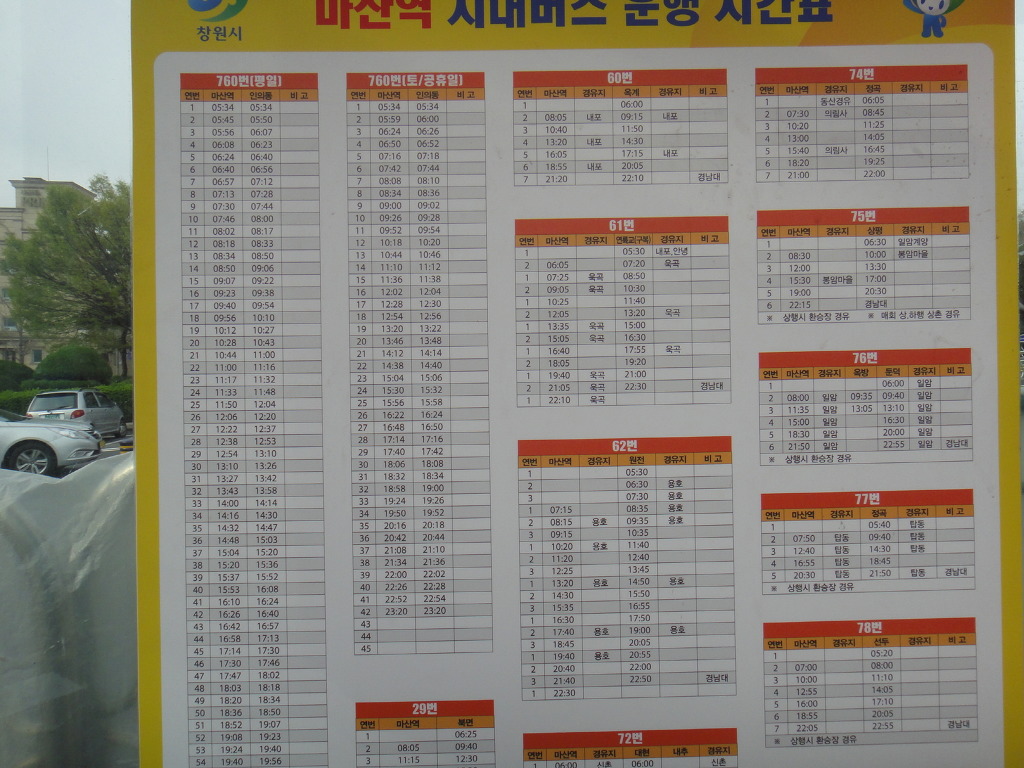 창원시
마산역 시내버스 운행 시간표
760번(평일)
연번 마산역 인의동 비 고
1 05:34 05:34
2 05:45 05:50
3 05:56 06:07
4 06:08 06:23
5 06:24 06:40
6 06:40 06:56
7 06:57 07:12
8 07:13 07:28
9 07:30 07:44
10 07:46 08:00
11 08:02 08:17
12 08:18 08:33
13 08:34 08:50
14 08:50 09:06
15 09:07 09:22
16 09:23 09:38
17 09:40 09:54
18 09:56 10:10
19 10:12 10:27
20 10:28 10:43
21 10:44 11:00
22 11:00 11:16
23 11:17 11:32
24 11:33 11:48
25 11:50 12:04
26 12:06 12:20
27 12:22 12:37
28 12:38 12:53
29 12:54 13:10
30 13:10 13:26
31 13:27 13:42
32 13:43 13:58
33 14:00 14:14
34 14:16 14:30
35 14:32 14:47
36 14:48 15:03
37 15:04 15:20
38 15:20 15:36
39 15:37 15:52
40 15:53 16:08
41 16:10 16:24
42 16:26 16:40
43 16:42 16:57
44 16:58 17:13
45 17:14 17:30
46 17:30 17:46
47 17:47 18:02
48 18:03 18:18
49 18:20 18:34
50 18:36 18:50
51 18:52 19:07
52 19:08 19:23
53 19:24 19:40
54 19:40 19:56
760번(토/공휴일)
연번 마산역 인의동 비 고
1 05:34 05:34
2 05:59 06:00
3 06:24 06:26
4 06:50 06:52
5 07:16 07:18
6 07:42 07:44
7 08:08 08:10
8 08:34 08:36
9 09:00 09:02
10 09:26 09:28
11 09:52 09:54
12 10:18 10:20
13 10:44 10:46
14 11:10 11:12
15 11:36 11:38
16 12:02 12:04
17 12:28 12:30
18 12:54 12:56
19 13:20 13:22
20 13:46 13:48
21 14:12 14:14
22 14:38 14:40
23 15:04 15:06
24 15:30 15:32
25 15:56 15:58
26 16:22 16:24
27 16:48 16:50
28 17:14 17:16
29 17:40 17:42
30 18:06 18:08
31 18:32 18:34
32 18:58 19:00
33 19:24 19:26
34 19:50 19:52
35 20:16 20:18
36 20:42 20:44
37 21:08 21:10
38 21:34 21:36
39 22:00 22:02
40 22:26 22:28
41 22:52 22:54
42 23:20 23:20
43
44
45
29번
연번 마산역 북면
1 06:25
2 08:05 09:40
3 11:15 12:30
60번
연번 마산역 경유지 옥계 경유지 비 고
1 06:00
2 08:05 내포 09:15 내포
3 10:40 11:50
4 13:20 내포 14:30
5 16:05 17:15 내포
6 18:55 내포 20:05
7 21:20 22:10 경남대
61번
연번 마산역 경유지 연륙교(구복) 경유지 비 고
1 05:30 내포,안녕
2 06:05 07:20 욱곡
1 07:25 욱곡 08:50
2 09:05 욱곡 10:30
1 10:25 11:40
2 12:05 13:20 욱곡
1 13:35 욱곡 15:00
2 15:05 욱곡 16:30
1 16:40 17:55 욱곡
2 18:05 19:20
1 19:40 욱곡 21:00
2 21:05 욱곡 22:30 경남대
1 22:10 욱곡
62번
연번 마산역 경유지 원전 경유지 비 고
1 05:30
2 06:30 용호
3 07:30 용호
1 07:15 08:35 용호
2 08:15 용호 09:35 용호
3 09:15 10:35
1 10:20 용호 11:40
2 11:20 12:40
3 12:25 13:45
1 13:20 용호 14:50 용호
2 14:30 15:50
3 15:35 16:55
1 16:30 17:50
2 17:40 용호 19:00 용호
3 18:45 20:05
1 19:40 용호 20:55
2 20:40 22:00
3 21:40 22:50 경남대
1 22:30
72번
연번 마산역 경유지 대현 내추 경유지
1 06:00 신촌 06:00 신촌
74번
연번 마산역 경유지 정곡 경유지 비 고
1 동산경유 06:05
2 07:30 의림사 08:45
3 10:20 11:25
4 13:00 14:05
5 15:40 의림사 16:45
6 18:20 19:25
7 21:00 22:00
75번
연번 마산역 경유지 상평 경유지 비 고
1 06:30 일암계양
2 08:30 10:00 봉암마을
3 12:00 13:30
4 15:30 봉암마을 17:00
5 19:00 20:30
6 22:15 경남대
※ 상행시 환승장 경유 ※ 매회 상,하행 상촌 경유
76번
연번 마산역 경유지 옥방 둔덕 경유지 비 고
1 06:00 일암
2 08:00 일암 09:35 09:40 일암
3 11:35 일암 13:05 13:10 일암
4 15:00 일암 16:30 일암
5 18:30 일암 20:00 일암
6 21:50 일암 22:55 일암 경남대
※ 상행시 환승장 경유
77번
연번 마산역 경유지 정곡 경유지 비 고
1 05:40 탑동
2 07:50 탑동 09:40 탑동
3 12:40 탑동 14:30 탑동
4 16:55 탑동 18:45
5 20:30 탑동 21:50 탑동 경남대
※ 상행시 환승장 경유
78번
연번 마산역 경유지 선두 경유지 비 고
1 05:20
2 07:00 08:00
3 10:00 11:10
4 12:55 14:05
5 16:00 17:10
6 18:55 20:05
7 22:05 22:55 경남대
※ 상행시 환승장 경유